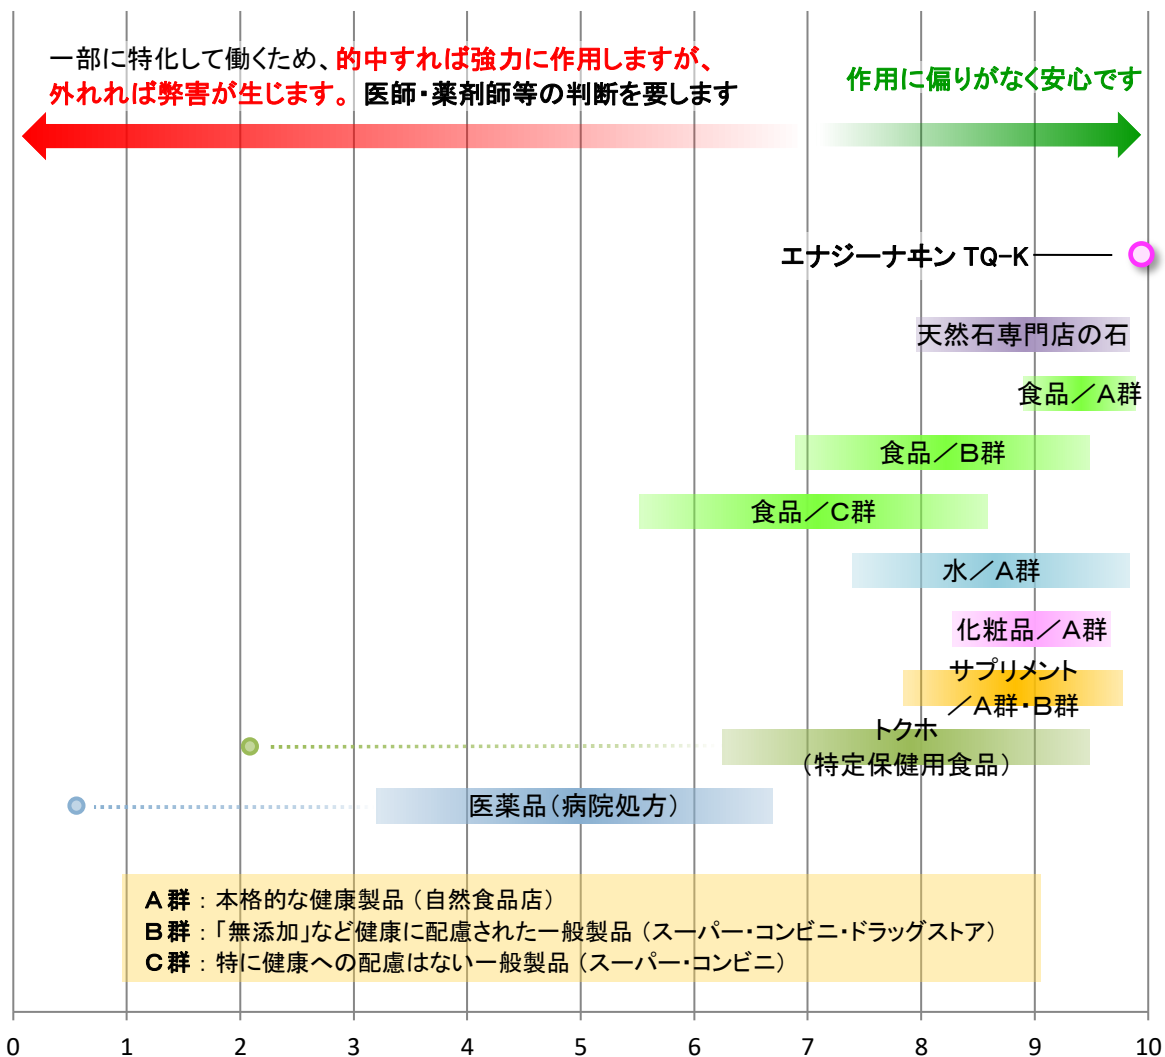 一部に特化して働くため、的中すれば強力に作用しますが、
外れれば弊害が生じます。 医師・薬剤師等の判断を要します
作用に偏りがなく安心です
エナジーナヰン TQ-K
天然石専門店の石
食品／A群
食品／B群
食品／C群
水／A群
化粧品／A群
サプリメント
／A群・B群
トクホ
（特定保健用食品）
医薬品（病院処方）
A群：本格的な健康製品（自然食品店）
B群：「無添加」など健康に配慮された一般製品（スーパー・コンビニ・ドラッグストア）
C群：特に健康への配慮はない一般製品（スーパー・コンビニ）
0 1 2 3 4 5 6 7 8 9 10